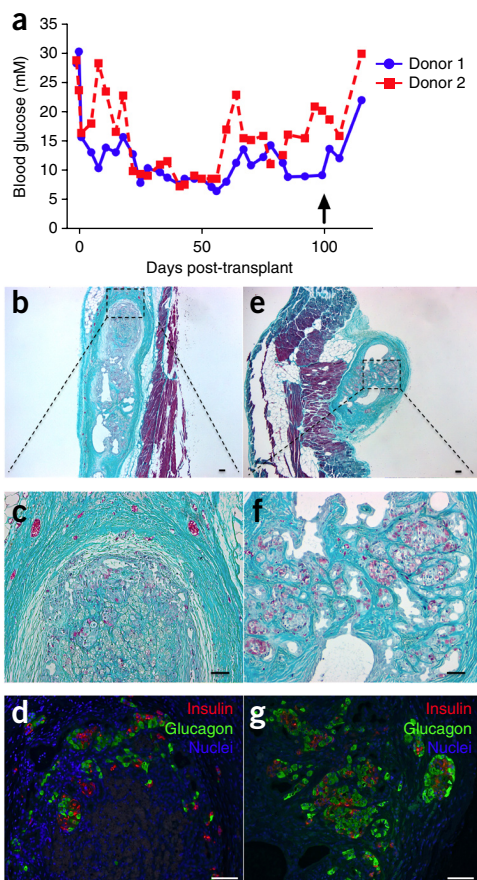 a
35
30
25
20
15
10
5
0
Blood glucose (mM)
0
50
100
Days post-transplant
Donor 1
Donor 2
b
e
c
f
d
Insulin
Glucagon
Nuclei
g
Insulin
Glucagon
Nuclei